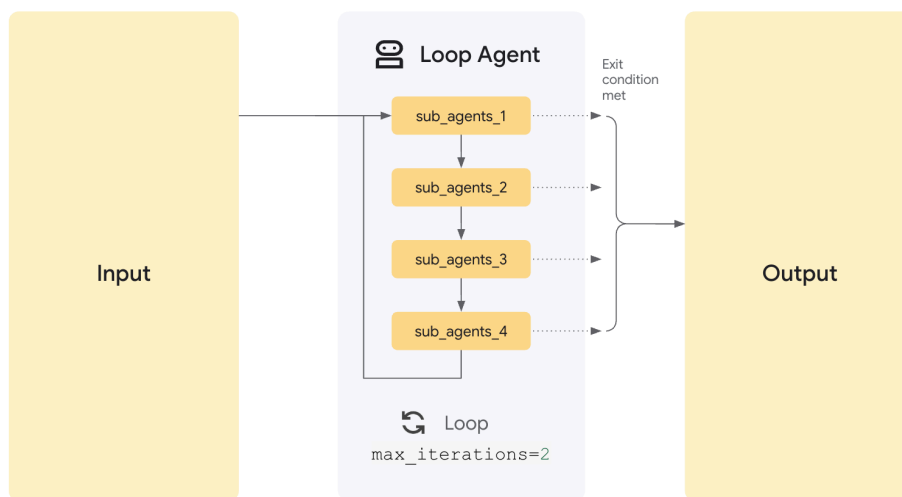 Input
Loop Agent
sub_agents_1
sub_agents_2
sub_agents_3
sub_agents_4
Loop
max_iterations=2
Exit
condition
met
Output